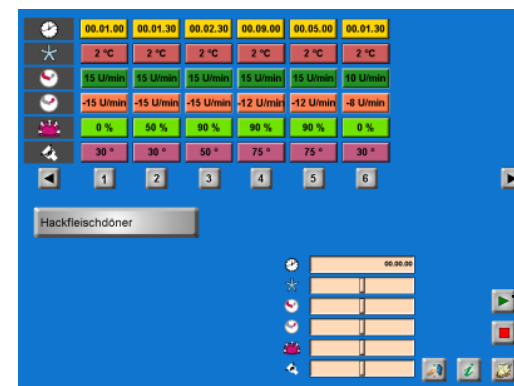 00.01.00 00.01.30 00.02.30 00.09.00 00.05.00 00.01.30
2 °C 2 °C 2 °C 2 °C 2 °C 2 °C
15 U/min 15 U/min 15 U/min 15 U/min 15 U/min 10 U/min
-15 U/min -15 U/min -15 U/min -12 U/min -12 U/min -8 U/min
0 % 50 % 90 % 90 % 90 % 0 %
30 ° 30 ° 50 ° 75 ° 75 ° 30 °
1 2 3 4 5 6
Hackfleischdöner
00.00.00
i